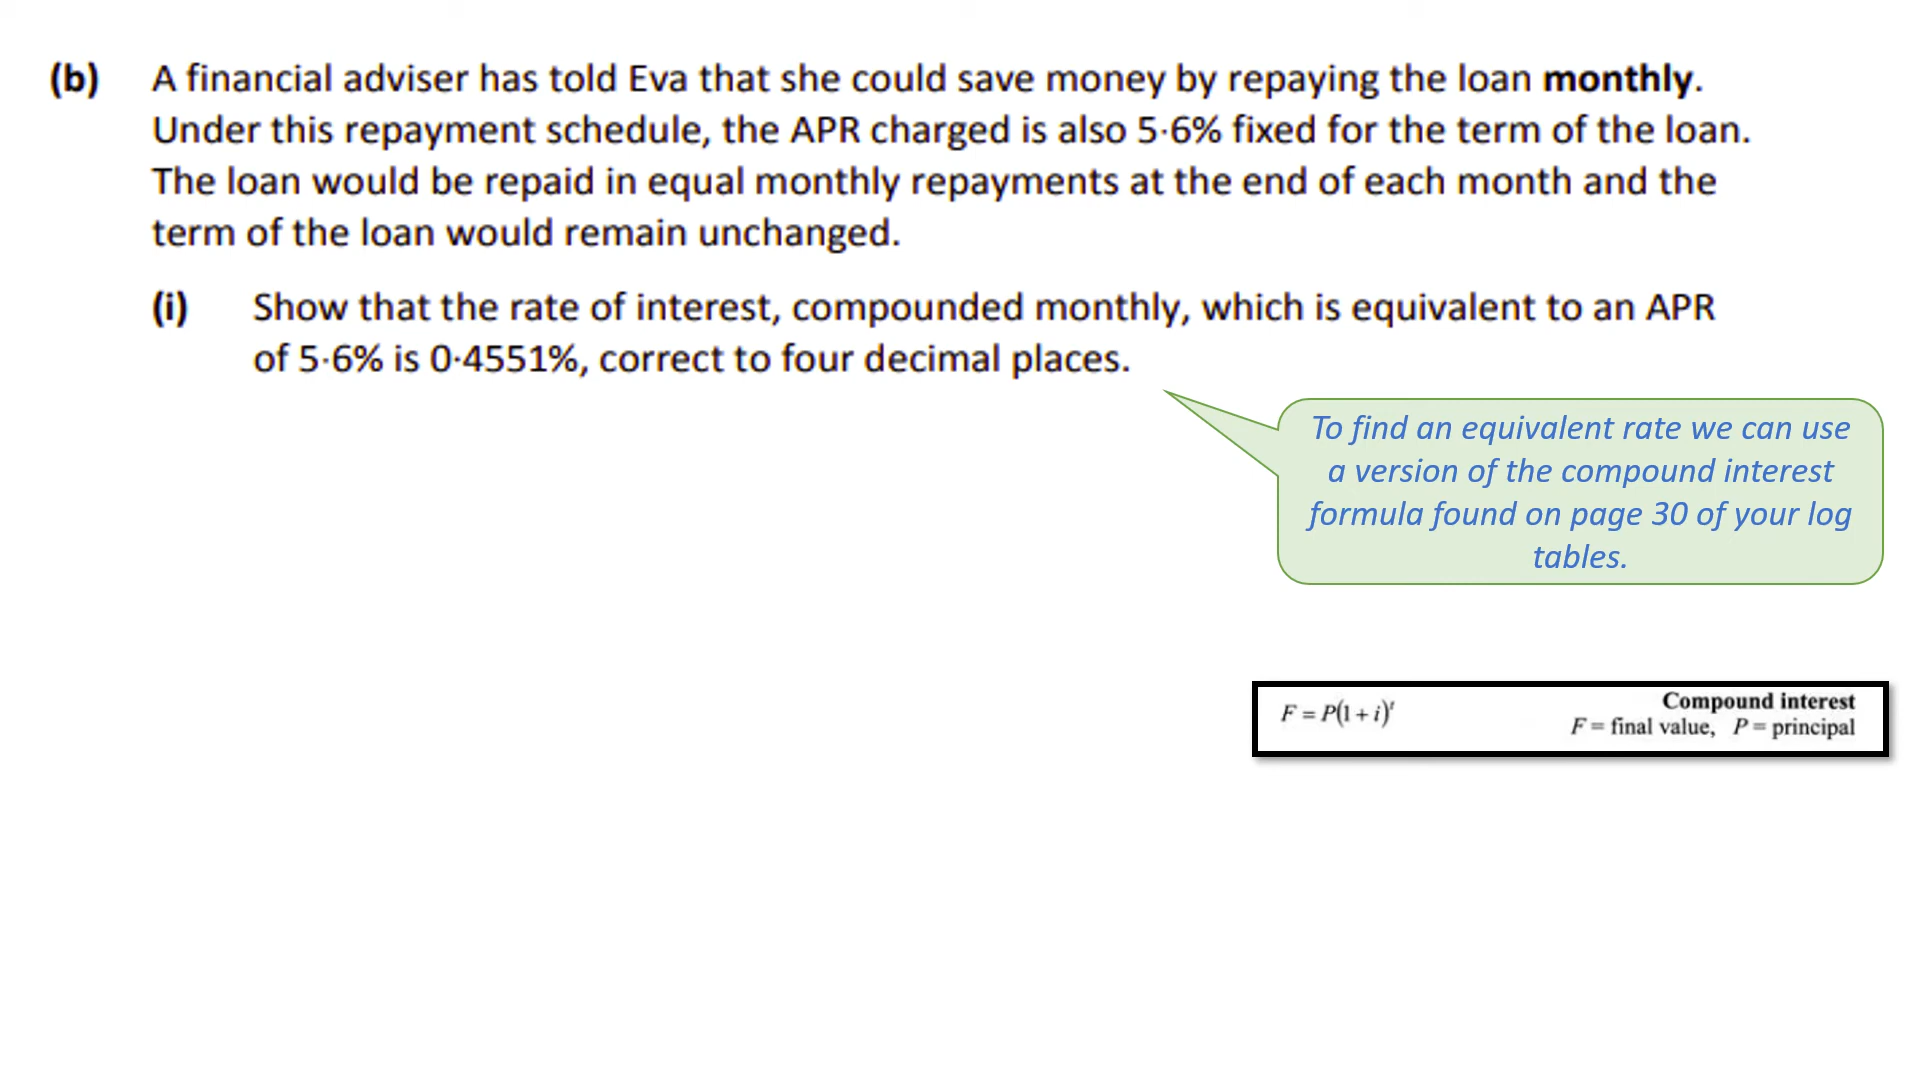 (b) A financial adviser has told Eva that she could save money by repaying the loan monthly.
Under this repayment schedule, the APR charged is also 5·6% fixed for the term of the loan.
The loan would be repaid in equal monthly repayments at the end of each month and the
term of the loan would remain unchanged.
(i) Show that the rate of interest, compounded monthly, which is equivalent to an APR
of 5·6% is 0·4551%, correct to four decimal places.
To find an equivalent rate we can use
a version of the compound interest
formula found on page 30 of your log
tables.
F = P(1 + i)^t
Compound interest
F = final value, P = principal